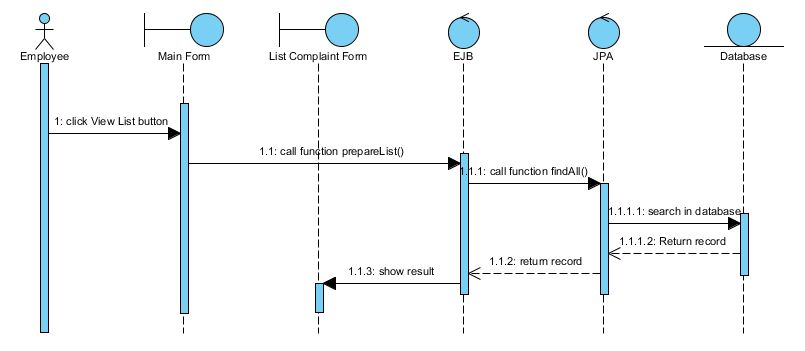 Employee
Main Form
List Complaint Form
EJB
JPA
Database
1: click View List button
1.1: call function prepareList()
1.1.1: call function findAll()
1.1.1.1: search in database
1.1.1.2: Return record
1.1.2: return record
1.1.3: show result